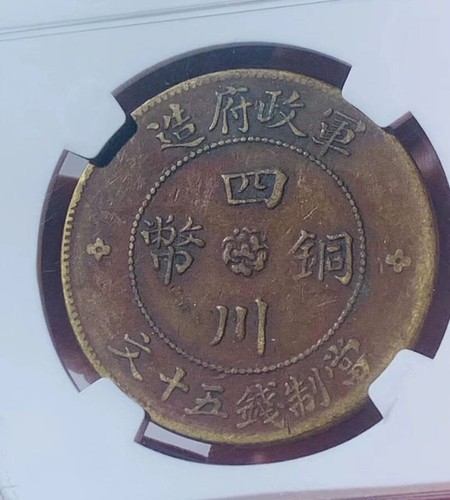 軍政府造
四川
銅幣
當制錢五十文